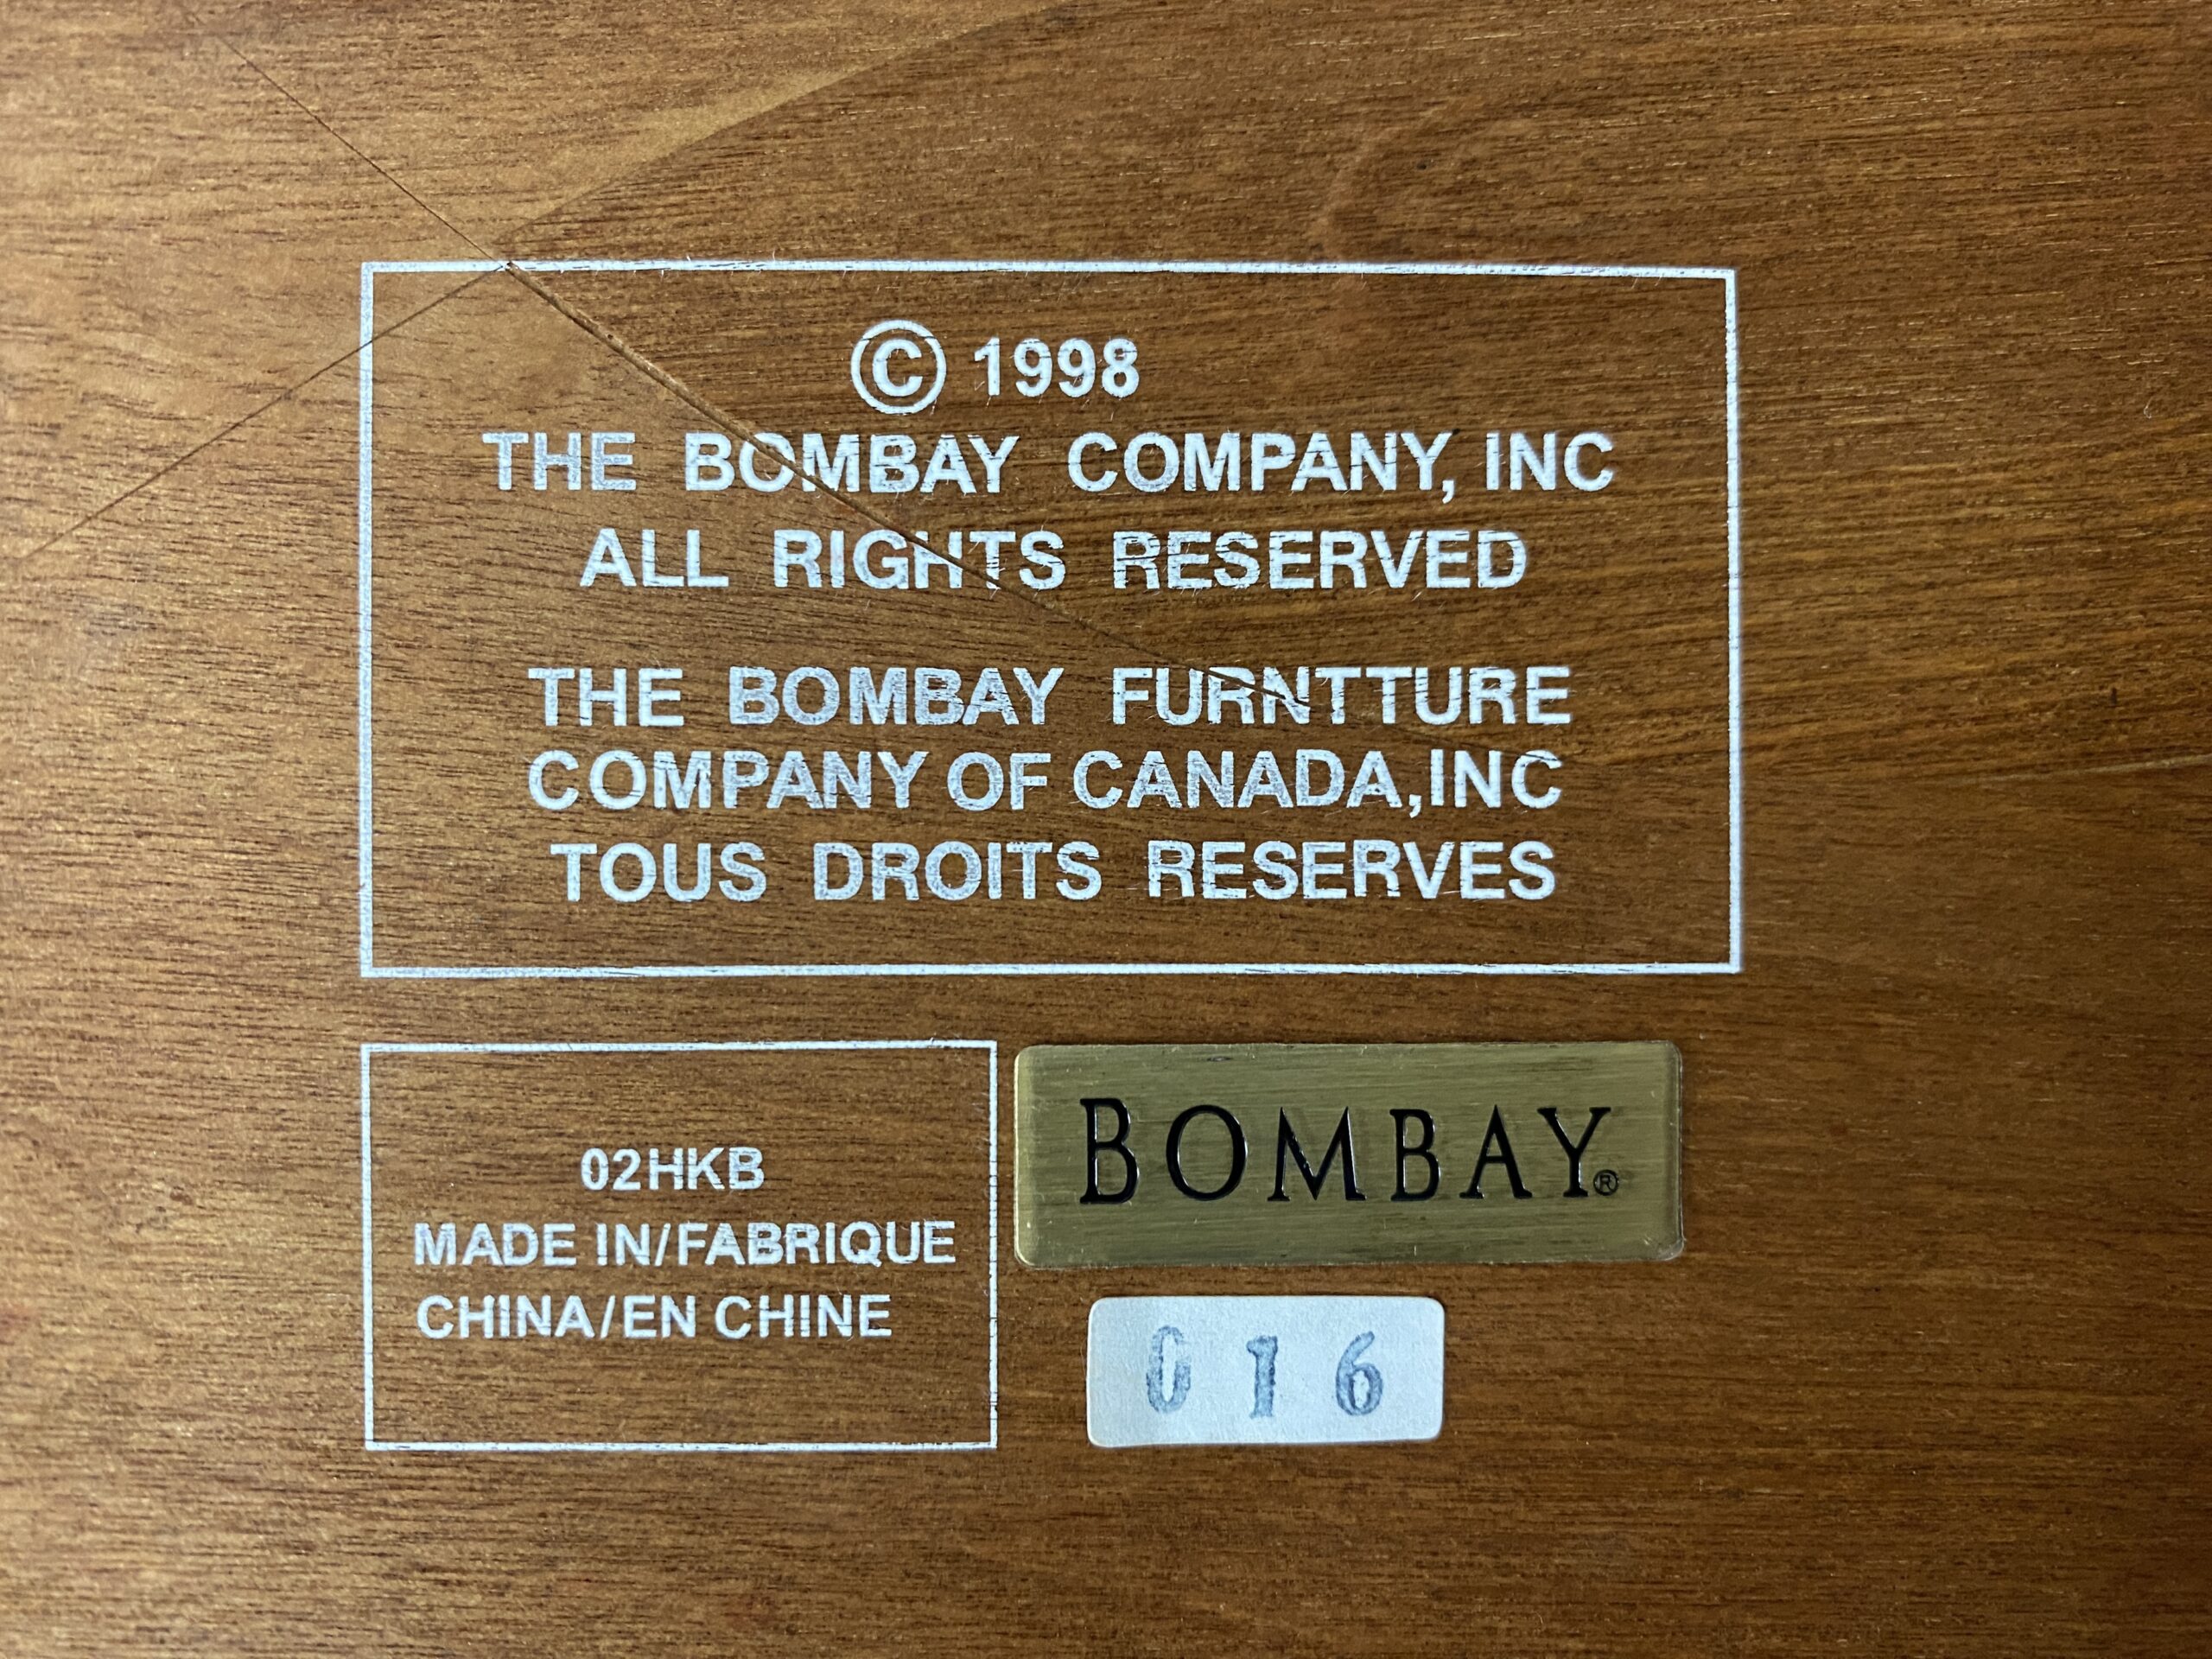 © 1998
THE BOMBAY COMPANY, INC
ALL RIGHTS RESERVED
THE BOMBAY FURNTTURE
COMPANY OF CANADA,INC
TOUS DROITS RESERVES
02HKB
MADE IN/FABRIQUE
CHINA/EN CHINE
BOMBAY®
016